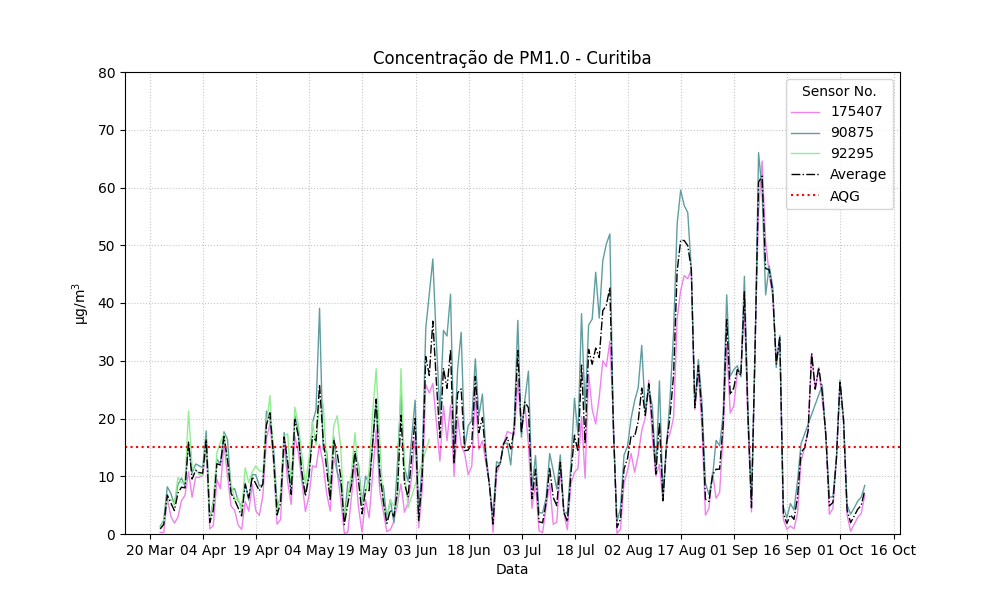 Concentração de PM1.0 - Curitiba
80
70
60
50
40
30
20
10
0
µg/m³
Sensor No.
175407
90875
92295
Average
AQG
20 Mar 04 Apr 19 Apr 04 May 19 May 03 Jun 18 Jun 03 Jul 18 Jul 02 Aug 17 Aug 01 Sep 16 Sep 01 Oct 16 Oct
Data